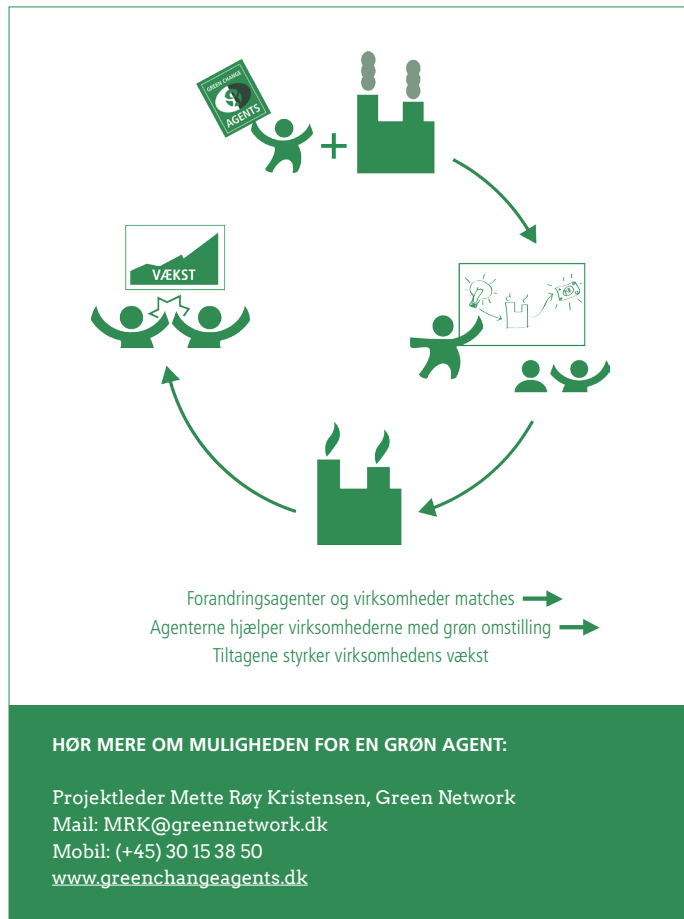 GREEN CHANGE
AGENTS
VÆKST
Forandringsagenter og virksomheder matches
Agenterne hjælper virksomhederne med grøn omstilling
Tiltagene styrker virksomhedens vækst
HØR MERE OM MULIGHEDEN FOR EN GRØN AGENT:
Projektleder Mette Røy Kristensen, Green Network
Mail: MRK@greennetwork.dk
Mobil: (+45) 30 15 38 50
www.greenchangeagents.dk